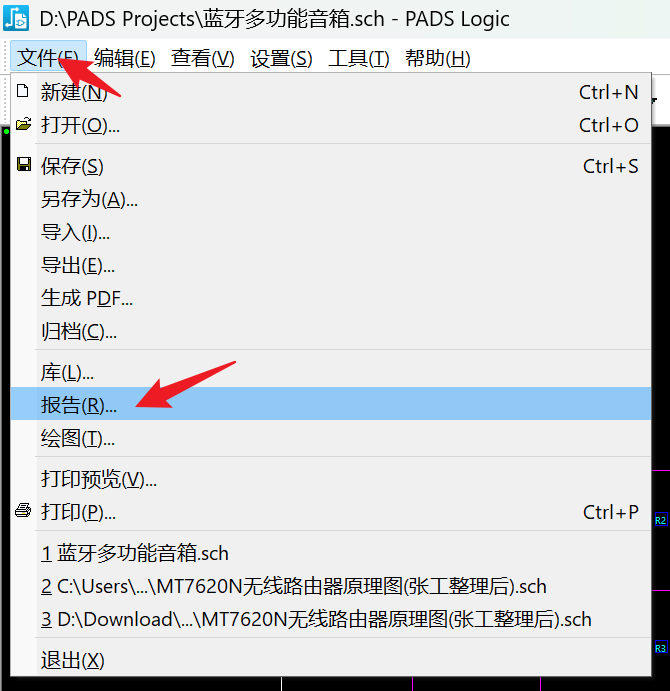 D:\PADS Projects\蓝牙多功能音箱.sch - PADS Logic
文件(F) 编辑(E) 查看(V) 设置(S) 工具(T) 帮助(H)
新建(N) Ctrl+N
打开(O)... Ctrl+O
保存(S) Ctrl+S
另存为(A)...
导入(I)...
导出(E)...
生成 PDF...
归档(C)...
库(L)...
报告(R)...
绘图(T)...
打印预览(V)...
打印(P)... Ctrl+P
R2
1 蓝牙多功能音箱.sch
2 C:\Users\...\MT7620N无线路由器原理图(张工整理后).sch
3 D:\Download\...\MT7620N无线路由器原理图(张工整理后).sch
R3
退出(X)